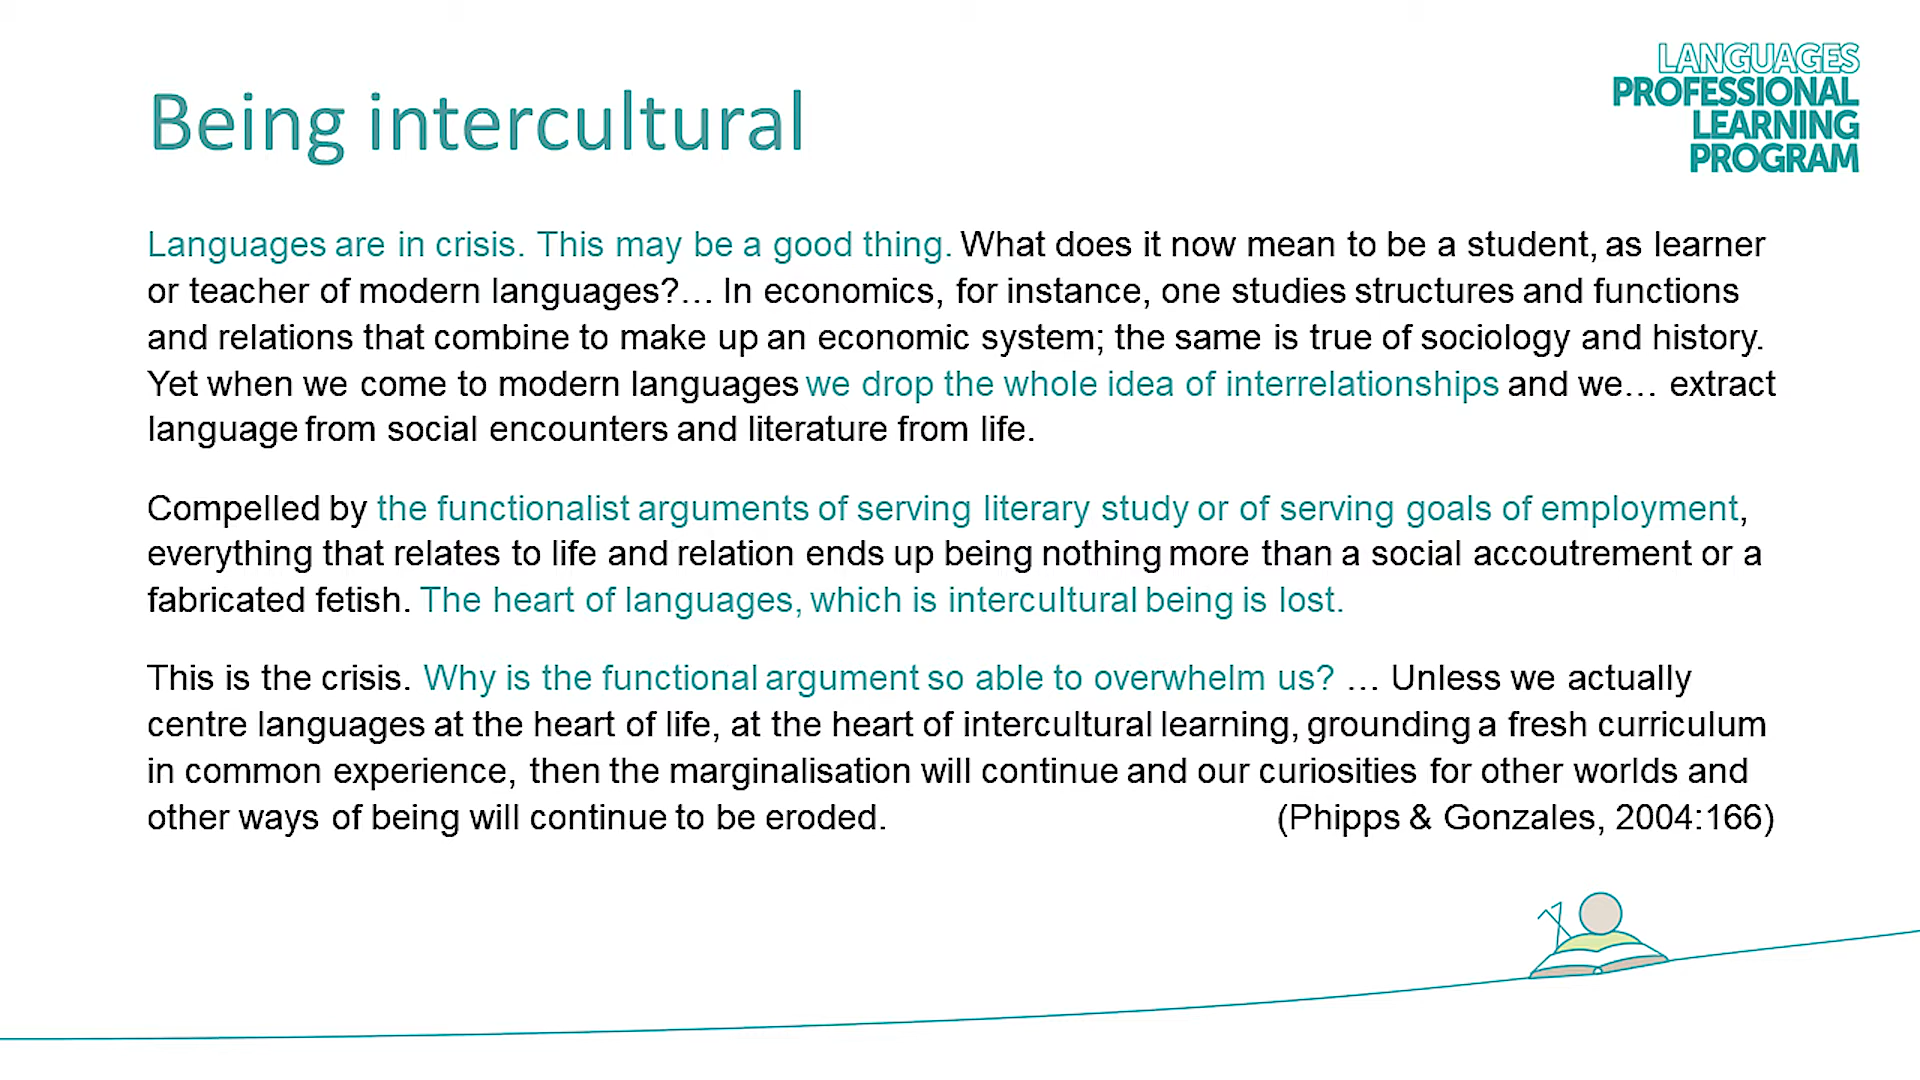 Being intercultural
LANGUAGES
PROFESSIONAL
LEARNING
PROGRAM
Languages are in crisis. This may be a good thing. What does it now mean to be a student, as learner
or teacher of modern languages?… In economics, for instance, one studies structures and functions
and relations that combine to make up an economic system; the same is true of sociology and history.
Yet when we come to modern languages we drop the whole idea of interrelationships and we… extract
language from social encounters and literature from life.
Compelled by the functionalist arguments of serving literary study or of serving goals of employment,
everything that relates to life and relation ends up being nothing more than a social accoutrement or a
fabricated fetish. The heart of languages, which is intercultural being is lost.
This is the crisis. Why is the functional argument so able to overwhelm us? … Unless we actually
centre languages at the heart of life, at the heart of intercultural learning, grounding a fresh curriculum
in common experience, then the marginalisation will continue and our curiosities for other worlds and
other ways of being will continue to be eroded. (Phipps & Gonzales, 2004:166)